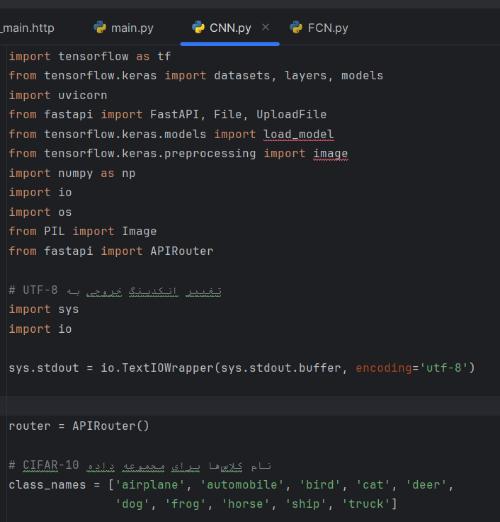 _main.http main.py CNN.py × FCN.py
import tensorflow as tf
from tensorflow.keras import datasets, layers, models
import uvicorn
from fastapi import FastAPI, File, UploadFile
from tensorflow.keras.models import load_model
from tensorflow.keras.preprocessing import image
import numpy as np
import io
import os
from PIL import Image
from fastapi import APIRouter
# UTF-8 تغییر انکدینگ خروجی به
import sys
import io
sys.stdout = io.TextIOWrapper(sys.stdout.buffer, encoding='utf-8')
router = APIRouter()
# CIFAR-10 نام کلاس‌ها برای مجموعه داده
class_names = ['airplane', 'automobile', 'bird', 'cat', 'deer',
'dog', 'frog', 'horse', 'ship', 'truck']